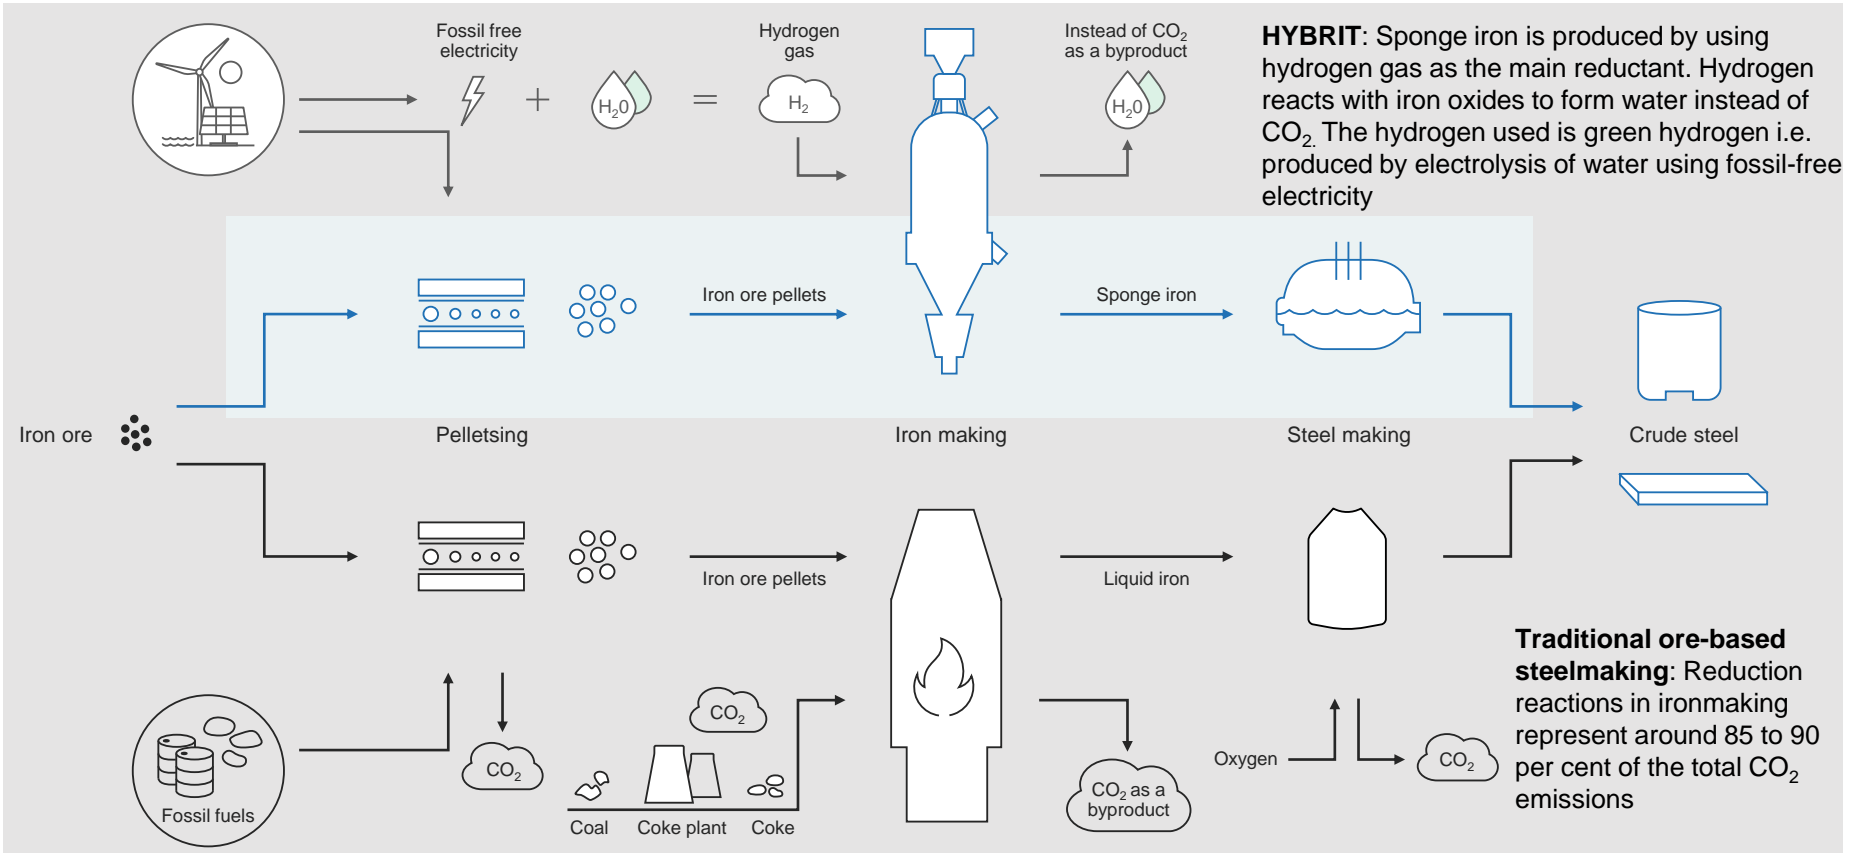 Fossil free
electricity
Hydrogen
gas
Instead of CO₂
as a byproduct
H₂0
H₂
H₂0
HYBRIT: Sponge iron is produced by using
hydrogen gas as the main reductant. Hydrogen
reacts with iron oxides to form water instead of
CO₂. The hydrogen used is green hydrogen i.e.
produced by electrolysis of water using fossil-free
electricity
Iron ore pellets
Sponge iron
Iron ore
Pelletsing
Iron making
Steel making
Crude steel
Iron ore pellets
Liquid iron
Traditional ore-based
steelmaking: Reduction
reactions in ironmaking
represent around 85 to 90
per cent of the total CO₂
emissions
Fossil fuels
CO₂
CO₂
Coal
Coke plant
Coke
CO₂ as a
byproduct
Oxygen
CO₂